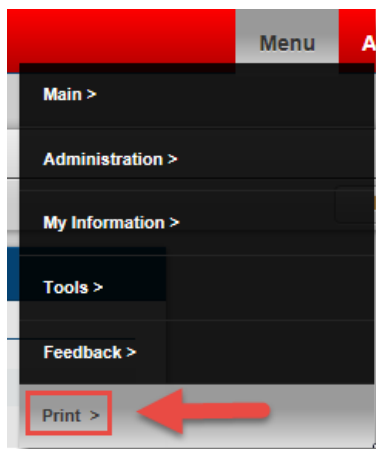 Menu
A
Main >
Administration >
My Information >
Tools >
Feedback >
Print >